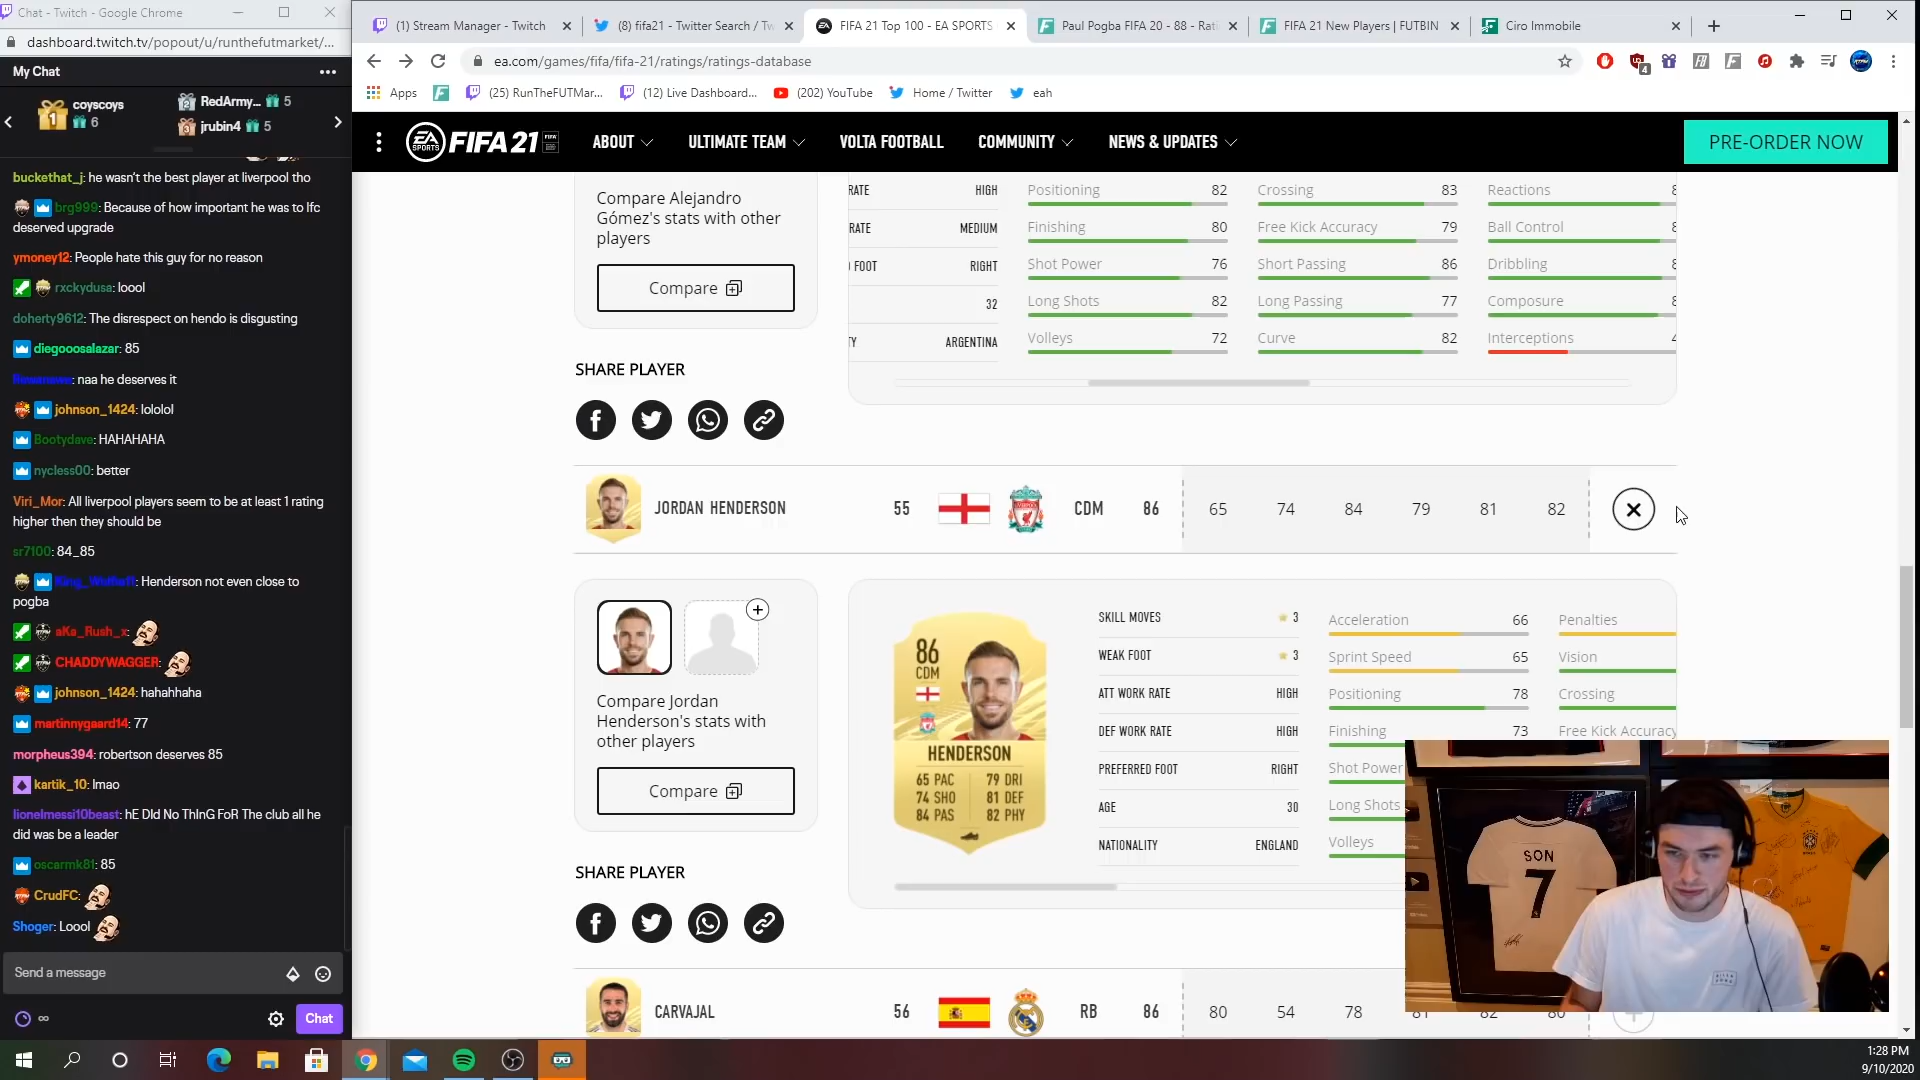 Chat - Twitch - Google Chrome
dashboard.twitch.tv/popout/u/runthefutmarket/...
My Chat
coyscoys
6
RedArmy... 5
jrubin4 5
buckethat_j: he wasn't the best player at liverpool tho
brg999: Because of how important he was to lfc
deserved upgrade
ymoney12: People hate this guy for no reason
rxckydusa: loool
doherty9612: The disrespect on hendo is disgusting
diegooosalazar: 85
naa he deserves it
johnson_1424: lololol
Bootydave: HAHAHAHA
nycless00: better
Viri_Mor: All liverpool players seem to be at least 1 rating
higher then they should be
sr7100: 84_85
Henderson not even close to
pogba
aKa_Rush_x:
CHADDYWAGGER:
johnson_1424: hahahhaha
martinnygaard14: 77
morpheus394: robertson deserves 85
kartik_10: lmao
lionelmessi10beast: hE DId No ThInG FoR The club all he
did was be a leader
oscarmk81: 85
CrudFC:
Shoger: Loool
Send a message
Chat
(1) Stream Manager - Twitch
(8) fifa21 - Twitter Search / Tw
FIFA 21 Top 100 - EA SPORTS
Paul Pogba FIFA 20 - 88 - Rati
FIFA 21 New Players | FUTBIN
Ciro Immobile
ea.com/games/fifa/fifa-21/ratings/ratings-database
4
Apps
(25) RunTheFUTMar...
(12) Live Dashboard...
(202) YouTube
Home / Twitter
eah
EA SPORTS FIFA 21
ABOUT
ULTIMATE TEAM
VOLTA FOOTBALL
COMMUNITY
NEWS & UPDATES
PRE-ORDER NOW
Compare Alejandro
Gómez's stats with other
players
Compare
RATE HIGH
RATE MEDIUM
FOOT RIGHT
32
ARGENTINA
Positioning 82
Finishing 80
Shot Power 76
Long Shots 82
Volleys 72
Crossing 83
Free Kick Accuracy 79
Short Passing 86
Long Passing 77
Curve 82
Reactions 8
Ball Control 8
Dribbling 8
Composure 8
Interceptions 4
SHARE PLAYER
JORDAN HENDERSON 55 CDM 86 65 74 84 79 81 82
Compare Jordan
Henderson's stats with
other players
Compare
86
CDM
HENDERSON
65 PAC 79 DRI
74 SHO 81 DEF
84 PAS 82 PHY
SKILL MOVES 3
WEAK FOOT 3
ATT WORK RATE HIGH
DEF WORK RATE HIGH
PREFERRED FOOT RIGHT
AGE 30
NATIONALITY ENGLAND
Acceleration 66
Sprint Speed 65
Positioning 78
Finishing 73
Shot Power
Long Shots
Volleys
Penalties
Vision
Crossing
Free Kick Accuracy
SHARE PLAYER
CARVAJAL 56 RB 86 80 54 78 81 82 80
SON
7
1:28 PM
9/10/2020